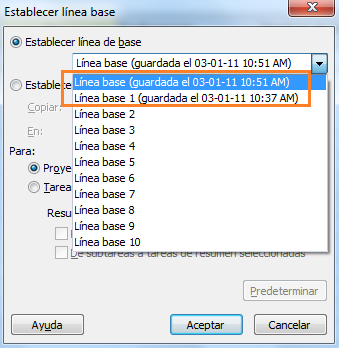 Establecer línea base
Establecer línea de base
Línea base (guardada el 03-01-11 10:51 AM)
Línea base (guardada el 03-01-11 10:51 AM)
Línea base 1 (guardada el 03-01-11 10:37 AM)
Línea base 2
Línea base 3
Línea base 4
Línea base 5
Línea base 6
Línea base 7
Línea base 8
Línea base 9
Línea base 10
Establece
Copiar:
En:
Para:
Proye
Tarea
Resu
De subtareas a tareas de resumen seleccionadas
Predeterminar
Ayuda
Aceptar
Cancelar